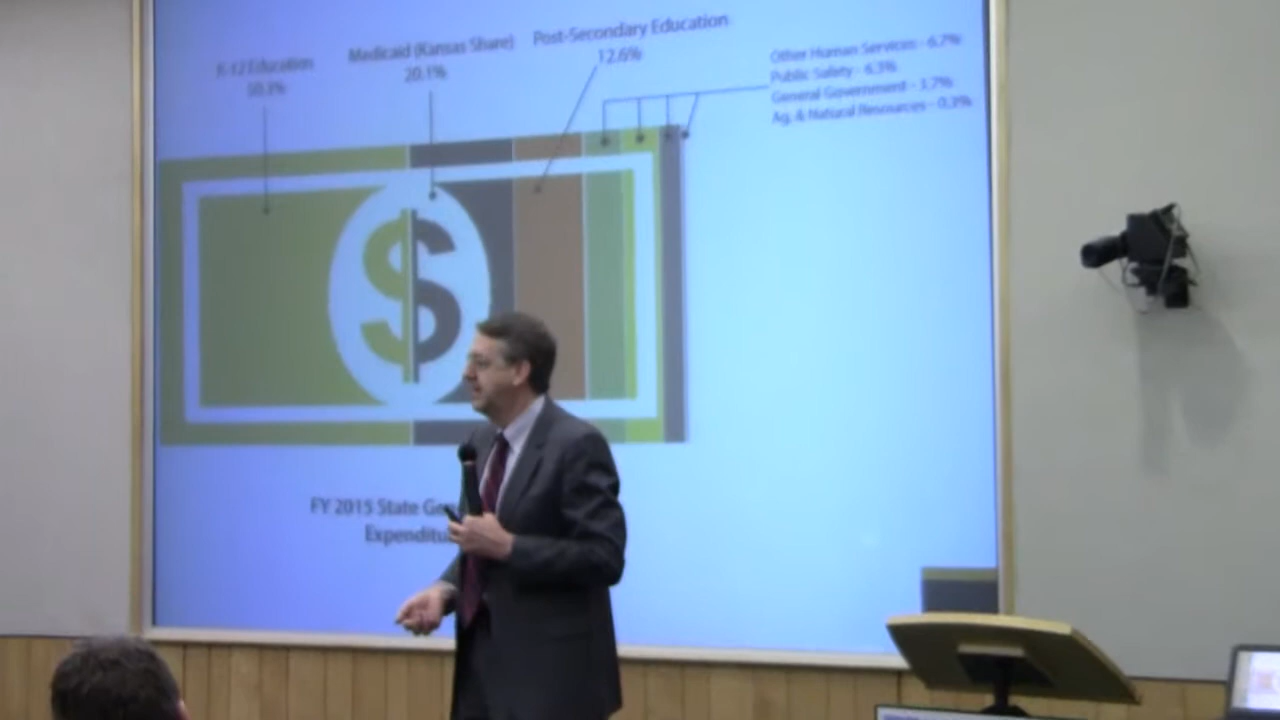 K-12 Education
50.3%
Medicaid (Kansas Share)
20.1%
Post-Secondary Education
12.6%
Other Human Services - 6.7%
Public Safety - 6.3%
General Government - 3.7%
Ag. & Natural Resources - 0.3%
$
FY 2015 State